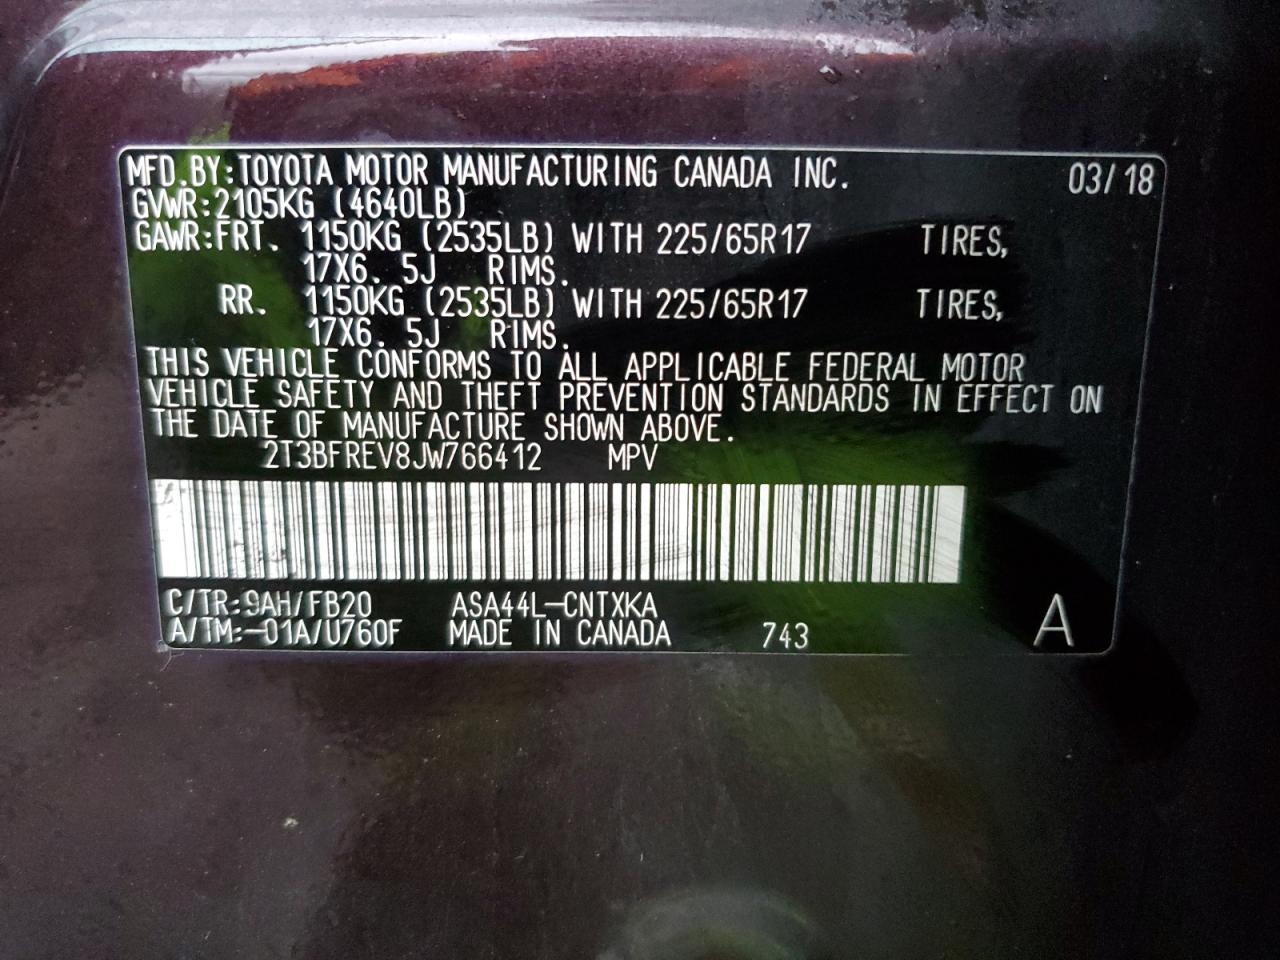 MFD.BY:TOYOTA MOTOR MANUFACTURING CANADA INC. 03/18
GVWR:2105KG (4640LB)
GAWR:FRT. 1150KG (2535LB) WITH 225/65R17 TIRES,
17X6.5J RIMS.
RR. 1150KG (2535LB) WITH 225/65R17 TIRES,
17X6.5J RIMS.
THIS VEHICLE CONFORMS TO ALL APPLICABLE FEDERAL MOTOR
VEHICLE SAFETY AND THEFT PREVENTION STANDARDS IN EFFECT ON
THE DATE OF MANUFACTURE SHOWN ABOVE.
2T3BFREV8JW766412 MPV
C/TR:9AH/FB20 ASA44L-CNTXKA
A/TM:-01A/U760F MADE IN CANADA 743 A